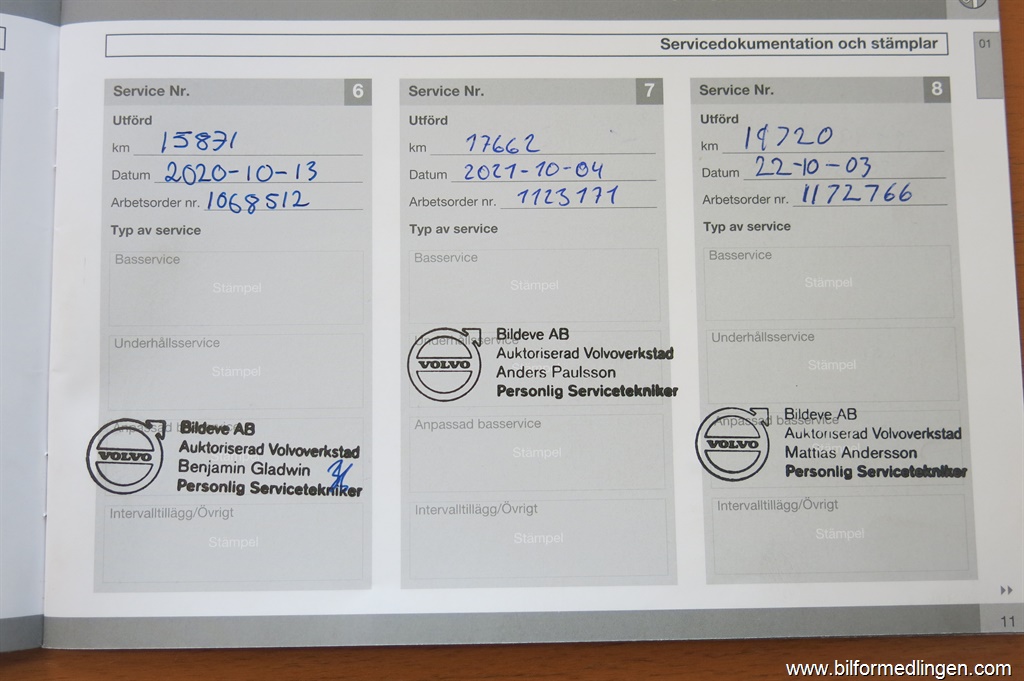 Servicedokumentation och stämplar
01
Service Nr. 6
Utförd
km 15871
Datum 2020-10-13
Arbetsorder nr. 1068512
Typ av service
Basservice
Stämpel
Underhållsservice
Stämpel
Anpassad basservice
VOLVO
Bildeve AB
Auktoriserad Volvoverkstad
Benjamin Gladwin
Personlig Servicetekniker
Intervalltillägg/Övrigt
Stämpel
Service Nr. 7
Utförd
km 17662
Datum 2021-10-04
Arbetsorder nr. 1123171
Typ av service
Basservice
Stämpel
Underhållsservice
VOLVO
Bildeve AB
Auktoriserad Volvoverkstad
Anders Paulsson
Personlig Servicetekniker
Anpassad basservice
Stämpel
Intervalltillägg/Övrigt
Stämpel
Service Nr. 8
Utförd
km 19720
Datum 22-10-03
Arbetsorder nr. 1172766
Typ av service
Basservice
Stämpel
Underhållsservice
Stämpel
Anpassad basservice
VOLVO
Bildeve AB
Auktoriserad Volvoverkstad
Mattias Andersson
Personlig Servicetekniker
Intervalltillägg/Övrigt
Stämpel
11
www.bilformedlingen.com